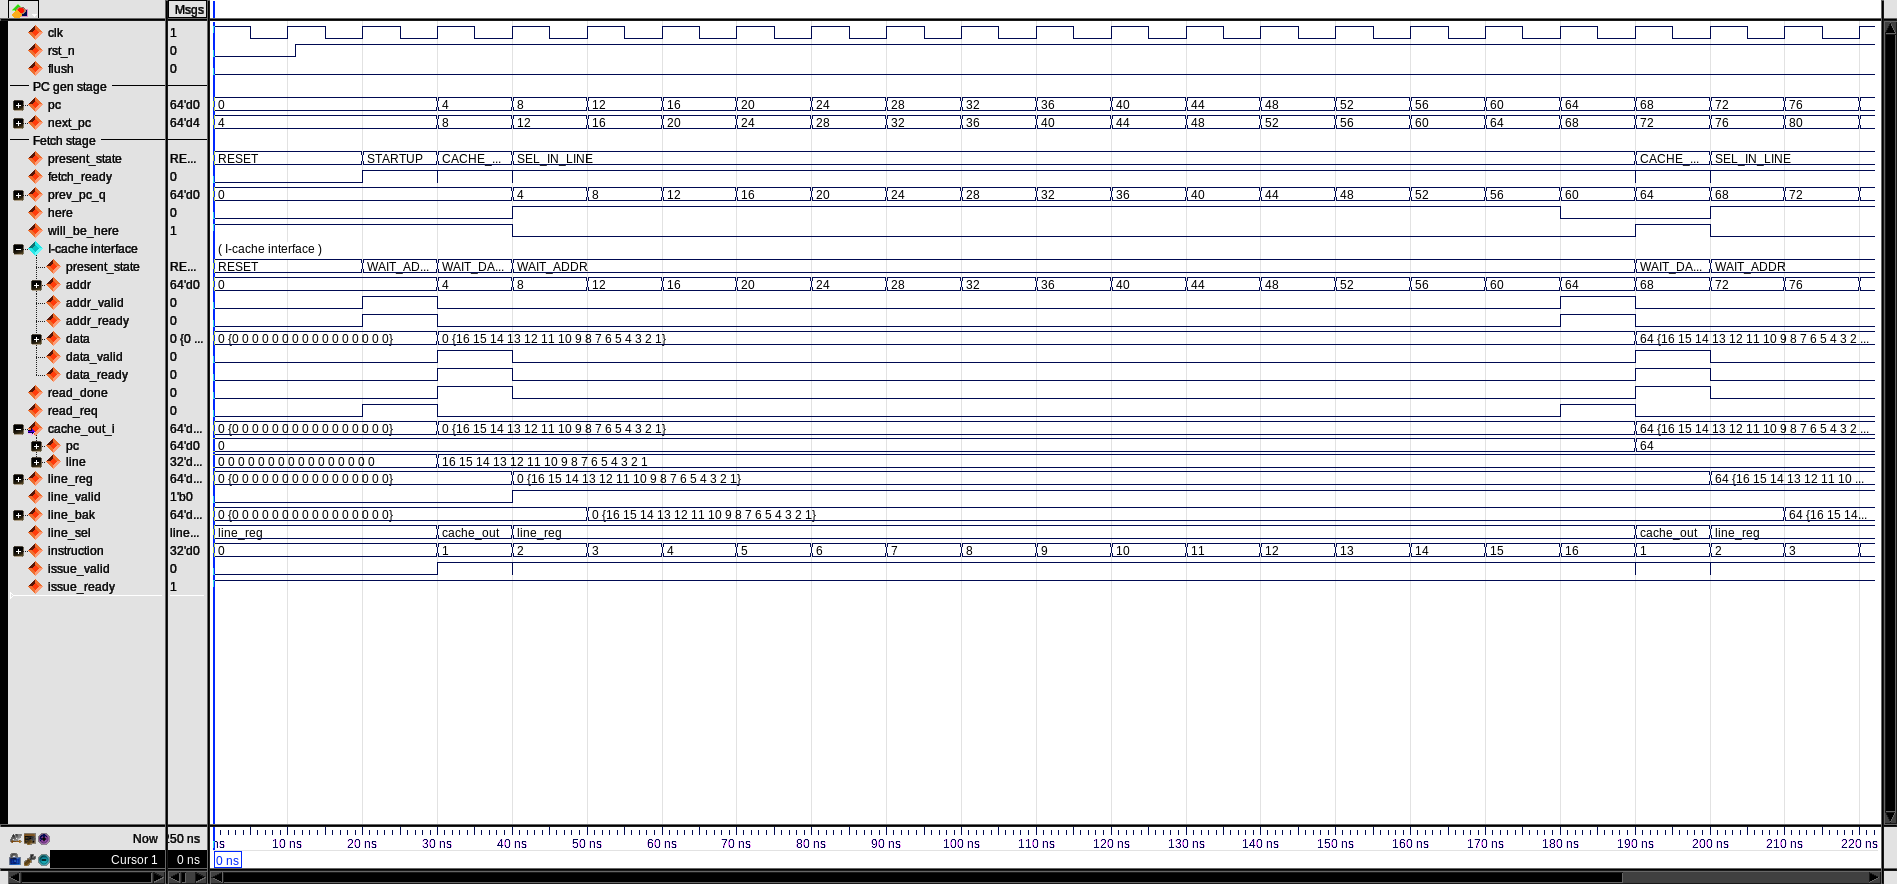 Msgs
clk 1
rst_n 0
flush 0
PC gen stage
pc 64'd0 0 4 8 12 16 20 24 28 32 36 40 44 48 52 56 60 64 68 72 76
next_pc 64'd4 4 8 12 16 20 24 28 32 36 40 44 48 52 56 60 64 68 72 76 80
Fetch stage
present_state RE... RESET STARTUP CACHE_... SEL_IN_LINE CACHE_... SEL_IN_LINE
fetch_ready 0
prev_pc_q 64'd0 0 4 8 12 16 20 24 28 32 36 40 44 48 52 56 60 64 68 72
here 0
will_be_here 1
I-cache interface ( I-cache interface )
present_state RE... RESET WAIT_AD... WAIT_DA... WAIT_ADDR WAIT_DA... WAIT_ADDR
addr 64'd0 0 4 8 12 16 20 24 28 32 36 40 44 48 52 56 60 64 68 72 76
addr_valid 0
addr_ready 0
data 0 {0 ... 0 {0 0 0 0 0 0 0 0 0 0 0 0 0 0 0 0} 0 {16 15 14 13 12 11 10 9 8 7 6 5 4 3 2 1} 64 {16 15 14 13 12 11 10 9 8 7 6 5 4 3 2 ...
data_valid 0
data_ready 0
read_done 0
read_req 0
cache_out_i 64'd... 0 {0 0 0 0 0 0 0 0 0 0 0 0 0 0 0 0} 0 {16 15 14 13 12 11 10 9 8 7 6 5 4 3 2 1} 64 {16 15 14 13 12 11 10 9 8 7 6 5 4 3 2 ...
pc 64'd0 0 64
line 32'd... 0 0 0 0 0 0 0 0 0 0 0 0 0 0 0 0 16 15 14 13 12 11 10 9 8 7 6 5 4 3 2 1
line_reg 64'd... 0 {0 0 0 0 0 0 0 0 0 0 0 0 0 0 0 0} 0 {16 15 14 13 12 11 10 9 8 7 6 5 4 3 2 1} 64 {16 15 14 13 12 11 10 ...
line_valid 1'b0
line_bak 64'd... 0 {0 0 0 0 0 0 0 0 0 0 0 0 0 0 0 0} 0 {16 15 14 13 12 11 10 9 8 7 6 5 4 3 2 1} 64 {16 15 14...
line_sel line... line_reg cache_out line_reg cache_out line_reg
instruction 32'd0 0 1 2 3 4 5 6 7 8 9 10 11 12 13 14 15 16 1 2 3
issue_valid 0
issue_ready 1
Now 250 ns
ns 10 ns 20 ns 30 ns 40 ns 50 ns 60 ns 70 ns 80 ns 90 ns 100 ns 110 ns 120 ns 130 ns 140 ns 150 ns 160 ns 170 ns 180 ns 190 ns 200 ns 210 ns 220 ns
Cursor 1 0 ns 0 ns